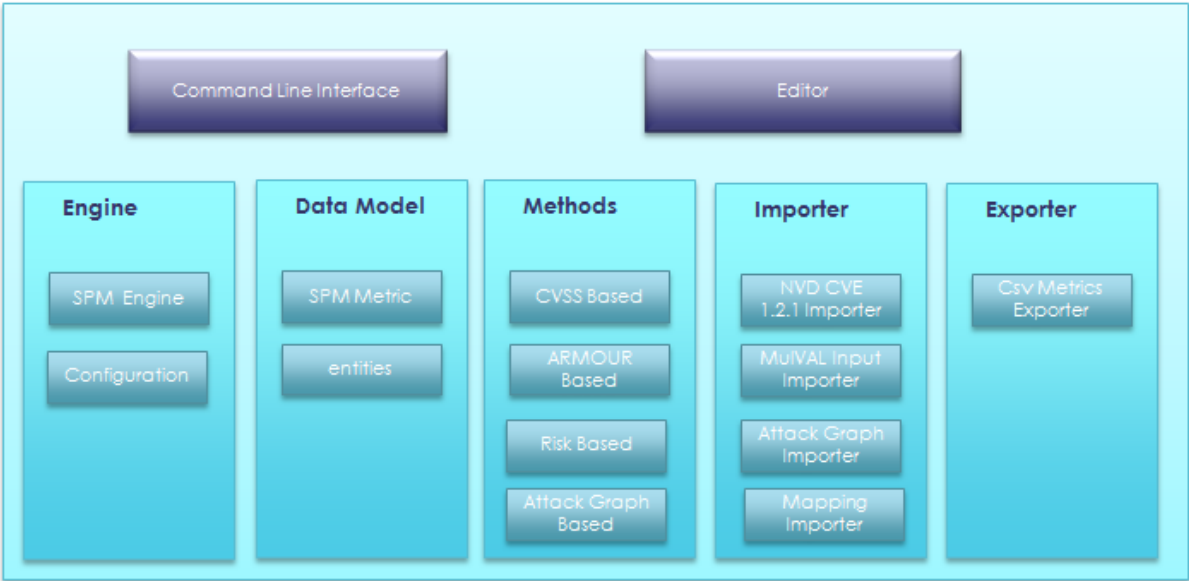 Command Line Interface
Editor
Engine
SPM Engine
Configuration
Data Model
SPM Metric
entities
Methods
CVSS Based
ARMOUR
Based
Risk Based
Attack Graph
Based
Importer
NVD CVE
1.2.1 Importer
MulVAL Input
Importer
Attack Graph
Importer
Mapping
Importer
Exporter
Csv Metrics
Exporter